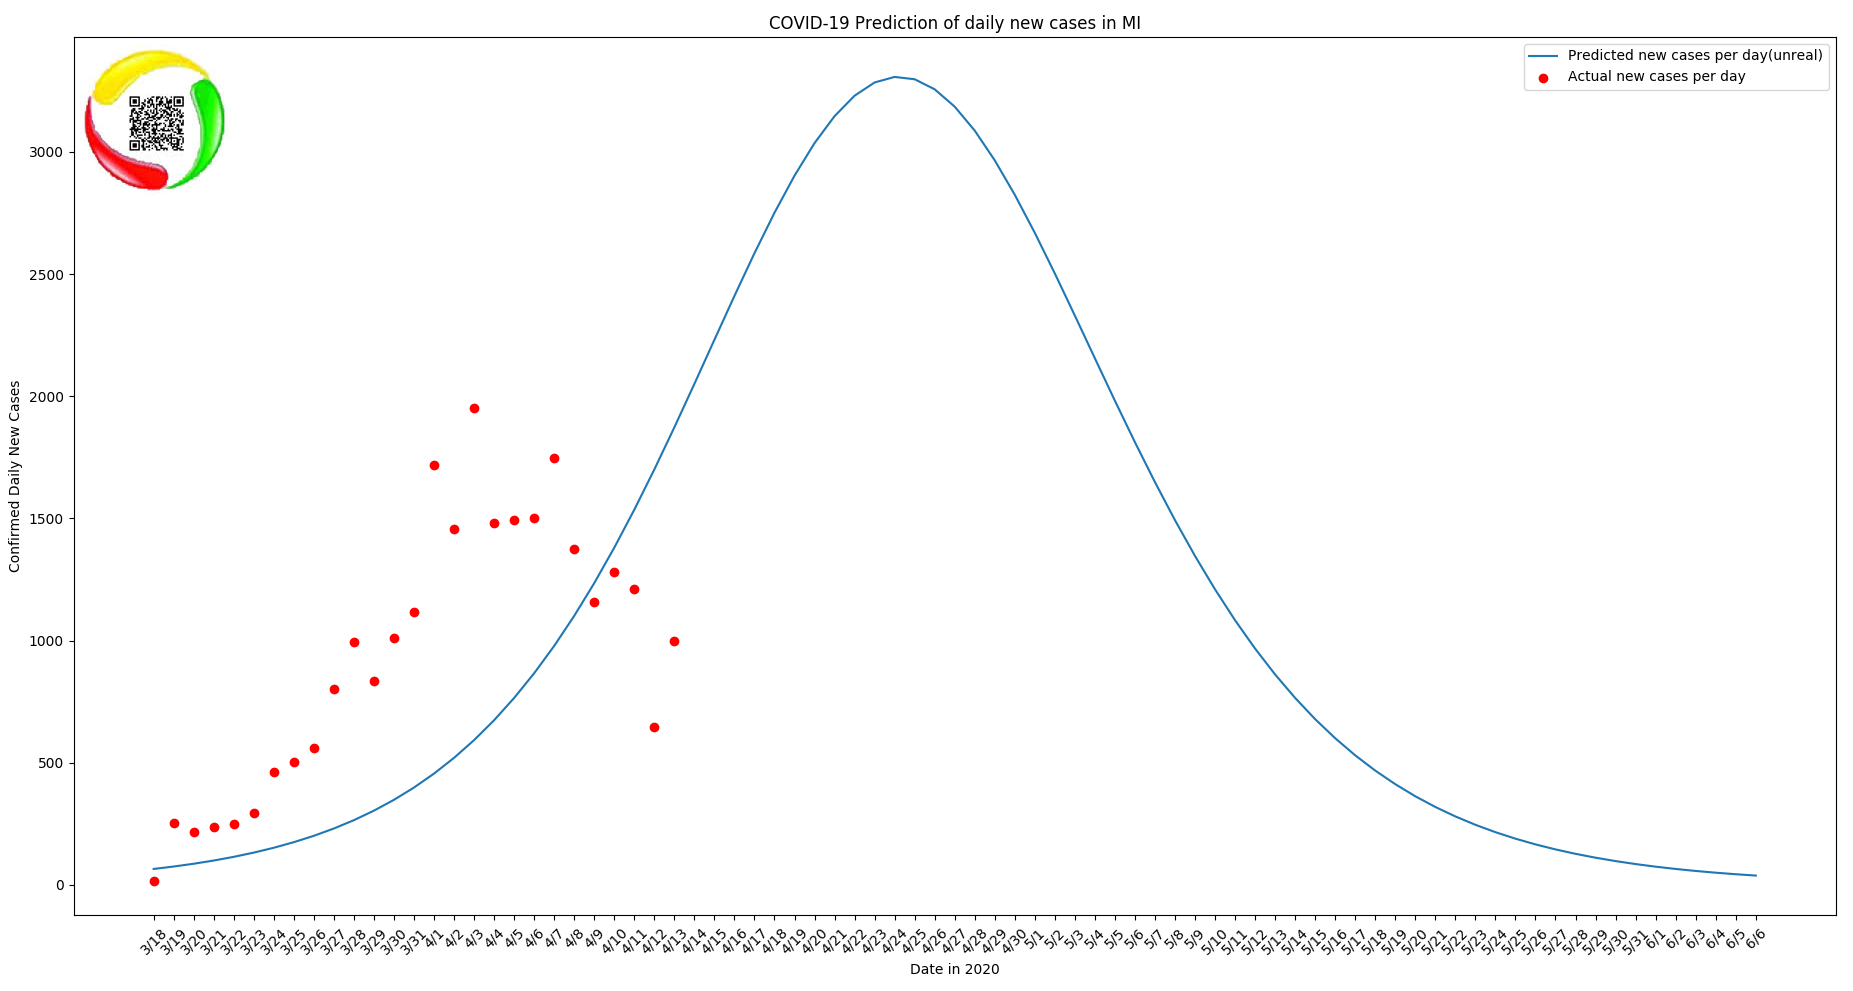 COVID-19 Prediction of daily new cases in MI
Predicted new cases per day(unreal)
Actual new cases per day
Confirmed Daily New Cases
3000
2500
2000
1500
1000
500
0
3/18 3/19 3/20 3/21 3/22 3/23 3/24 3/25 3/26 3/27 3/28 3/29 3/30 3/31 4/1 4/2 4/3 4/4 4/5 4/6 4/7 4/8 4/9 4/10 4/11 4/12 4/13 4/14 4/15 4/16 4/17 4/18 4/19 4/20 4/21 4/22 4/23 4/24 4/25 4/26 4/27 4/28 4/29 4/30 5/1 5/2 5/3 5/4 5/5 5/6 5/7 5/8 5/9 5/10 5/11 5/12 5/13 5/14 5/15 5/16 5/17 5/18 5/19 5/20 5/21 5/22 5/23 5/24 5/25 5/26 5/27 5/28 5/29 5/30 5/31 6/1 6/2 6/3 6/4 6/5 6/6
Date in 2020